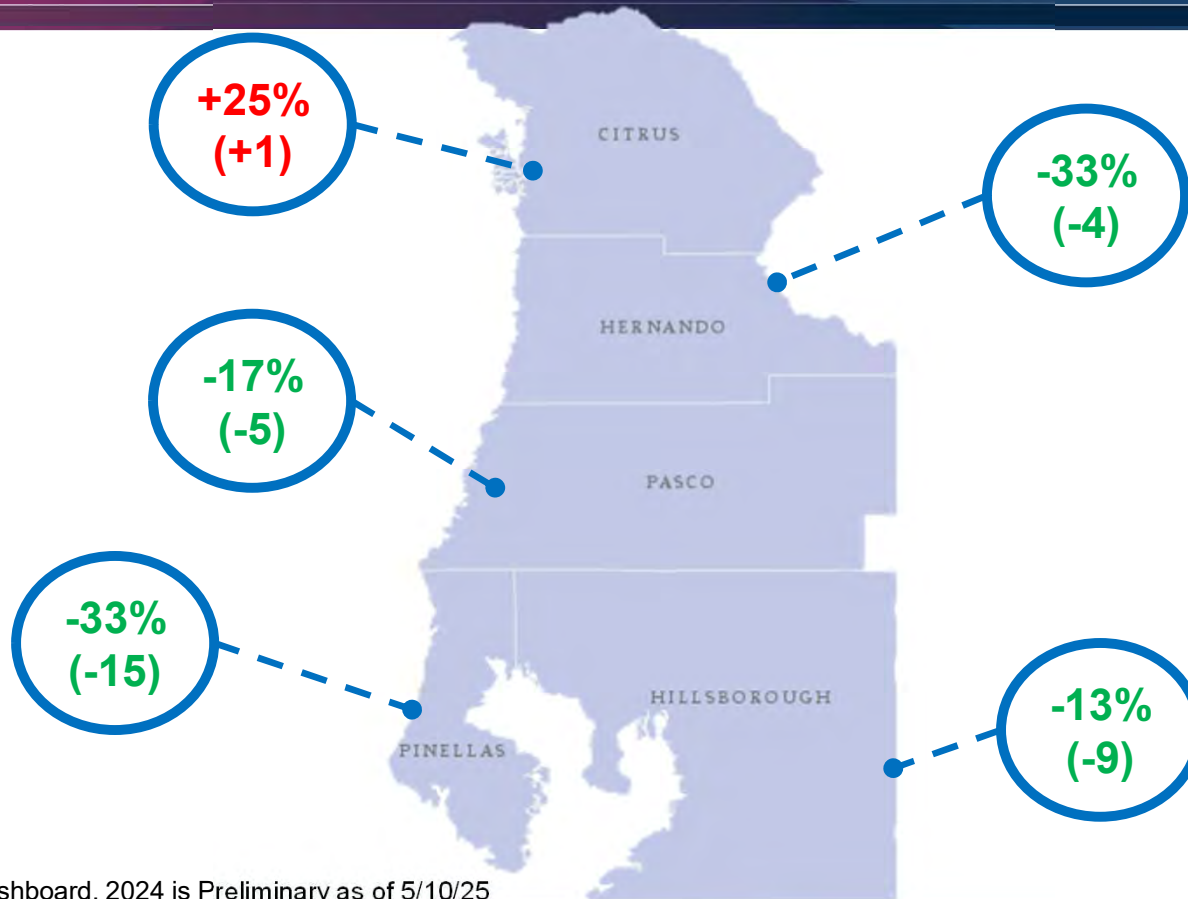 +25%
(+1)
CITRUS
-33%
(-4)
HERNANDO
-17%
(-5)
PASCO
-33%
(-15)
HILLSBOROUGH
-13%
(-9)
PINELLAS
2024 is Preliminary as of 5/10/25